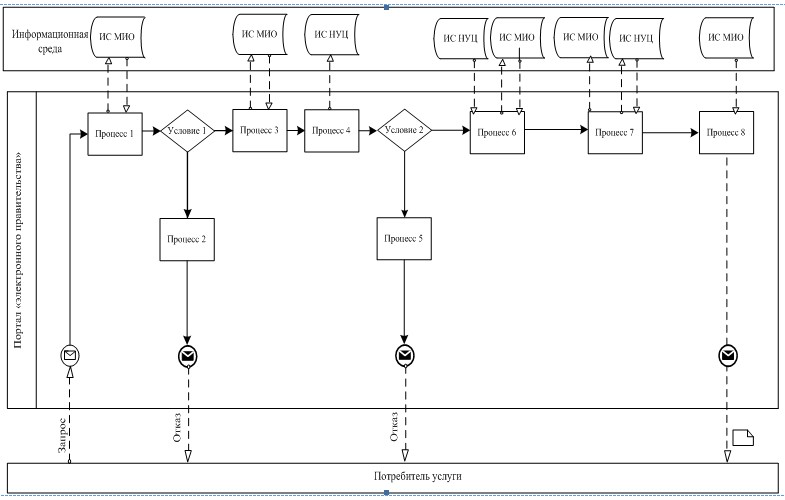 Информационная
среда
ИС МИО
ИС МИО
ИС НУЦ
ИС НУЦ
ИС МИО
ИС МИО
ИС НУЦ
ИС МИО
Портал «электронного правительства»
Процесс 1
Условие 1
Процесс 3
Процесс 4
Условие 2
Процесс 6
Процесс 7
Процесс 8
Процесс 2
Процесс 5
Запрос
Отказ
Отказ
Потребитель услуги